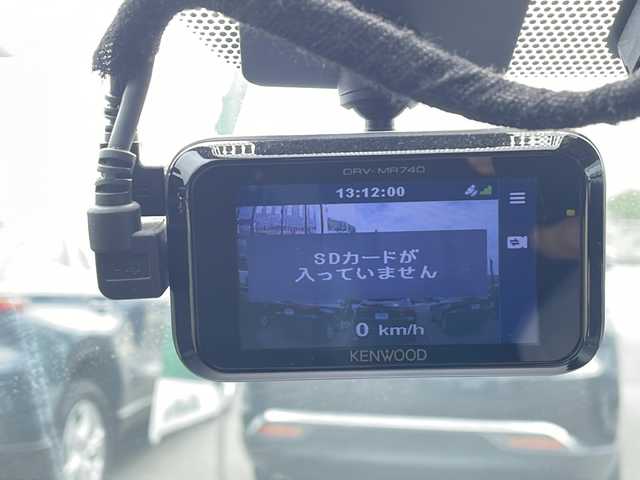 DRV-MR740
13:12:00
SDカードが
入っていません
0 km/h
KENWOOD